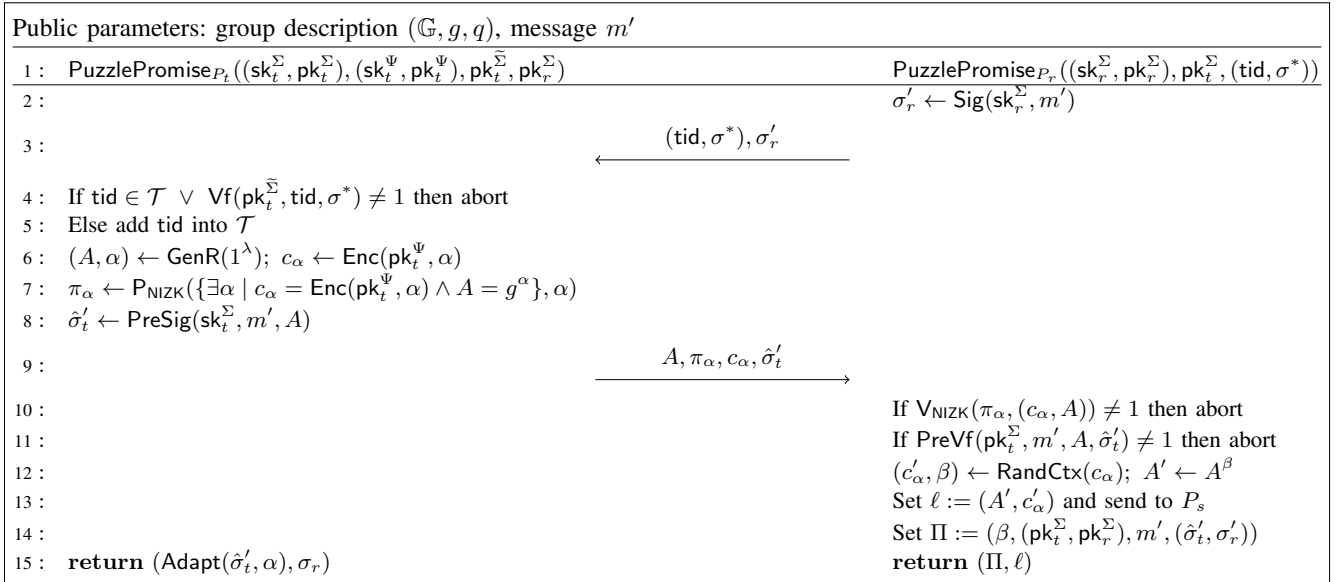 Public parameters: group description (𝔾, g, q), message m′
1 : PuzzlePromise_{P_t}((sk_t^Σ, pk_t^Σ), (sk_t^Ψ, pk_t^Ψ), pk_t^{Σ̃}, pk_r^Σ) PuzzlePromise_{P_r}((sk_r^Σ, pk_r^Σ), pk_t^Σ, (tid, σ*))
2 : σ′_r ← Sig(sk_r^Σ, m′)
3 : (tid, σ*), σ′_r
4 : If tid ∈ 𝒯 ∨ Vf(pk_t^{Σ̃}, tid, σ*) ≠ 1 then abort
5 : Else add tid into 𝒯
6 : (A, α) ← GenR(1^λ); c_α ← Enc(pk_t^Ψ, α)
7 : π_α ← P_NIZK({∃α | c_α = Enc(pk_t^Ψ, α) ∧ A = g^α}, α)
8 : σ̂′_t ← PreSig(sk_t^Σ, m′, A)
9 : A, π_α, c_α, σ̂′_t
10 : If V_NIZK(π_α, (c_α, A)) ≠ 1 then abort
11 : If PreVf(pk_t^Σ, m′, A, σ̂′_t) ≠ 1 then abort
12 : (c′_α, β) ← RandCtx(c_α); A′ ← A^β
13 : Set ℓ := (A′, c′_α) and send to P_s
14 : Set Π := (β, (pk_t^Σ, pk_r^Σ), m′, (σ̂′_t, σ′_r))
15 : return (Adapt(σ̂′_t, α), σ_r) return (Π, ℓ)